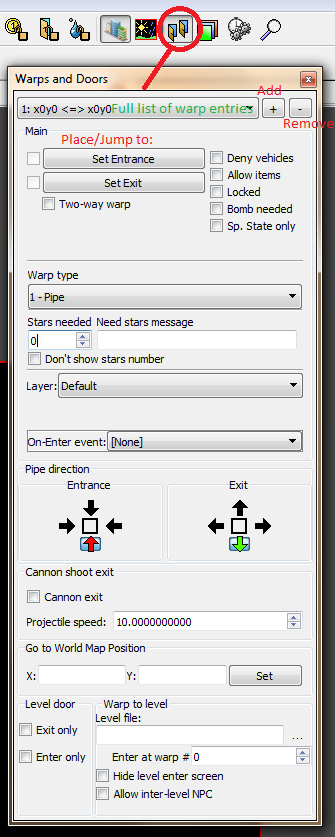 Warps and Doors
Add
1: x0y0 <=> x0y0 Full list of warp entries + -
Remove
Main
Place/Jump to:
Set Entrance
Set Exit
Two-way warp
Deny vehicles
Allow items
Locked
Bomb needed
Sp. State only
Warp type
1 - Pipe
Stars needed Need stars message
0
Don't show stars number
Layer: Default
On-Enter event: [None]
Pipe direction
Entrance Exit
Cannon shoot exit
Cannon exit
Projectile speed: 10.0000000000
Go to World Map Position
X: Y: Set
Level door
Exit only
Enter only
Warp to level
Level file:
...
Enter at warp # 0
Hide level enter screen
Allow inter-level NPC